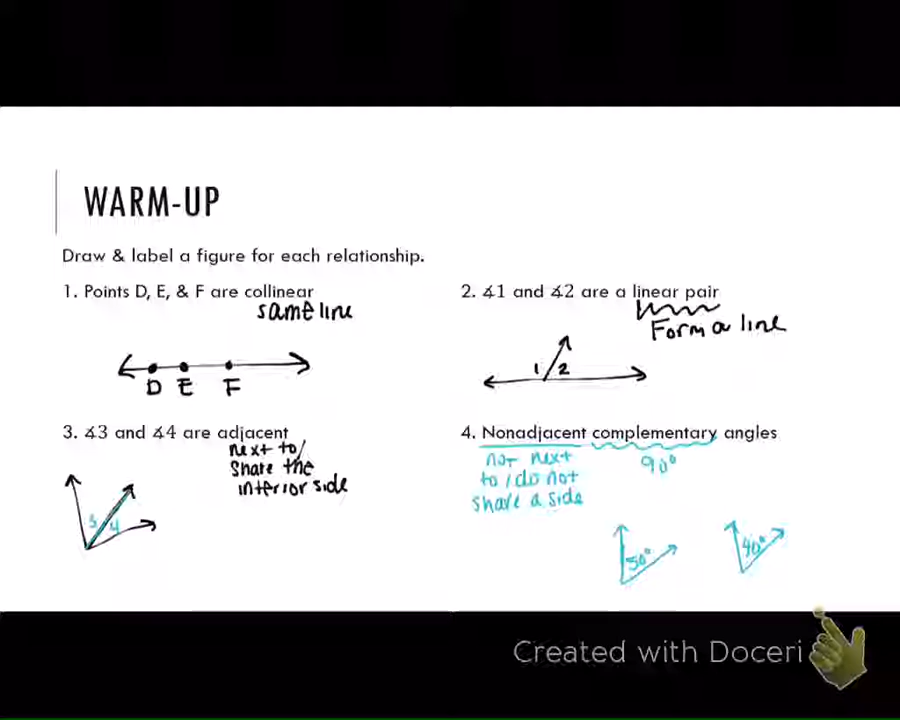 WARM-UP
Draw & label a figure for each relationship.
1. Points D, E, & F are collinear
same line
D E F
2. ∡1 and ∡2 are a linear pair
Form a line
1 2
3. ∡3 and ∡4 are adjacent
next to/
share the
interior side
3 4
4. Nonadjacent complementary angles
not next
to/do not
share a side
90°
50°
40°
Created with Doceri